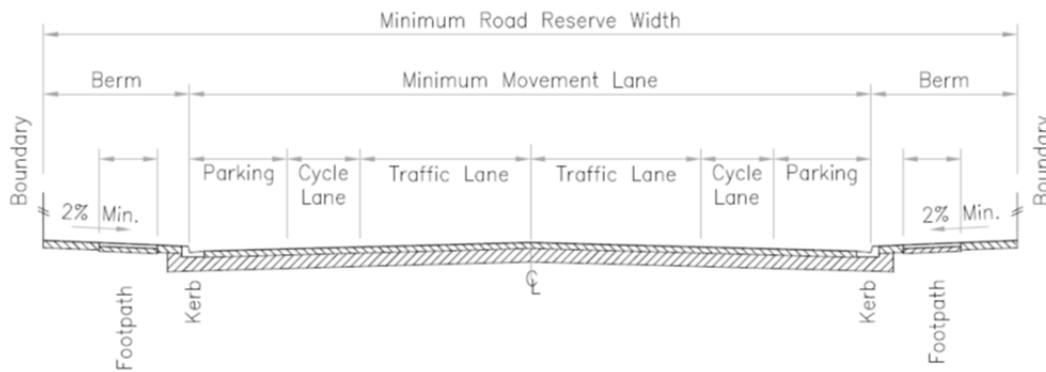 Minimum Road Reserve Width
Berm
Minimum Movement Lane
Berm
Boundary
Parking
Cycle
Lane
Traffic Lane
Traffic Lane
Cycle
Lane
Parking
Boundary
2% Min.
2% Min.
Footpath
Kerb
CL
Kerb
Footpath